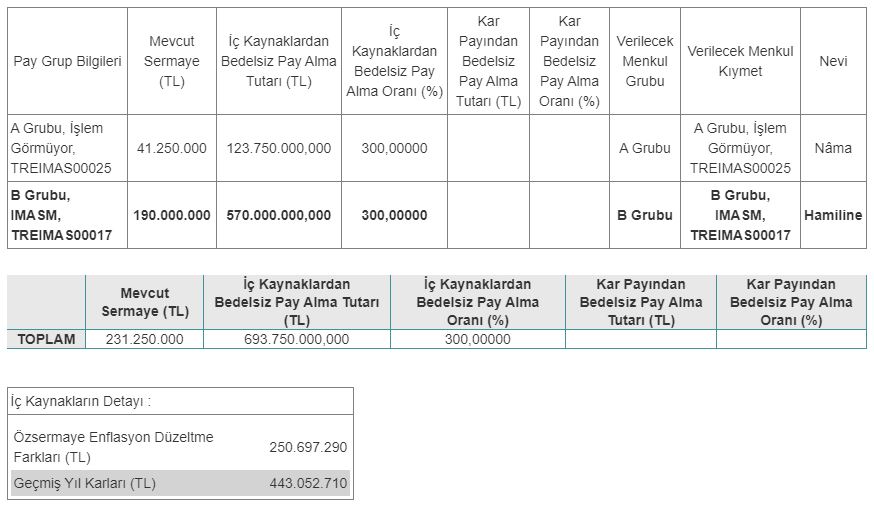 Pay Grup Bilgileri
Mevcut
Sermaye
(TL)
İç Kaynaklardan
Bedelsiz Pay Alma
Tutarı (TL)
İç
Kaynaklardan
Bedelsiz Pay
Alma Oranı (%)
Kar
Payından
Bedelsiz
Pay Alma
Tutarı (TL)
Kar
Payından
Bedelsiz
Pay Alma
Oranı (%)
Verilecek
Menkul
Grubu
Verilecek Menkul
Kıymet
Nevi
A Grubu, İşlem
Görmüyor,
TREIMAS00025
41.250.000
123.750.000,000
300,00000
A Grubu
A Grubu, İşlem
Görmüyor,
TREIMAS00025
Nâma
B Grubu,
IMASM,
TREIMAS00017
190.000.000
570.000.000,000
300,00000
B Grubu
B Grubu,
IMASM,
TREIMAS00017
Hamiline
Mevcut
Sermaye (TL)
İç Kaynaklardan
Bedelsiz Pay Alma Tutarı
(TL)
İç Kaynaklardan
Bedelsiz Pay Alma
Oranı (%)
Kar Payından
Bedelsiz Pay Alma
Tutarı (TL)
Kar Payından
Bedelsiz Pay Alma
Oranı (%)
TOPLAM
231.250.000
693.750.000,000
300,00000
İç Kaynakların Detayı :
Özsermaye Enflasyon Düzeltme
Farkları (TL)
250.697.290
Geçmiş Yıl Karları (TL)
443.052.710